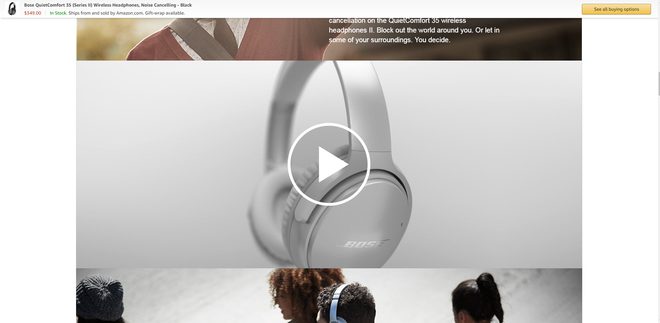 Bose QuietComfort 35 (Series II) Wireless Headphones, Noise Cancelling - Black
$349.00 In Stock. Ships from and sold by Amazon.com. Gift-wrap available.
See all buying options
cancellation on the QuietComfort 35 wireless
headphones II. Block out the world around you. Or let in
some of your surroundings. You decide.
BOSE